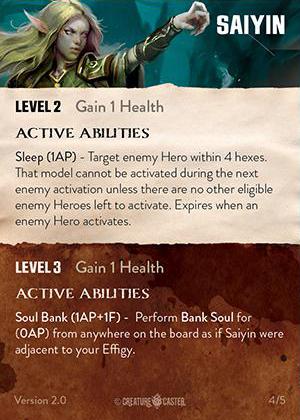 SAIYIN
LEVEL 2 Gain 1 Health
ACTIVE ABILITIES
Sleep (1AP) - Target enemy Hero within 4 hexes.
That model cannot be activated during the next
enemy activation unless there are no other eligible
enemy Heroes left to activate. Expires when an
enemy Hero activates.
LEVEL 3 Gain 1 Health
ACTIVE ABILITIES
Soul Bank (1AP+1F) - Perform Bank Soul for
(0AP) from anywhere on the board as if Saiyin were
adjacent to your Effigy.
Version 2.0 © CREATURE CASTER 4/5